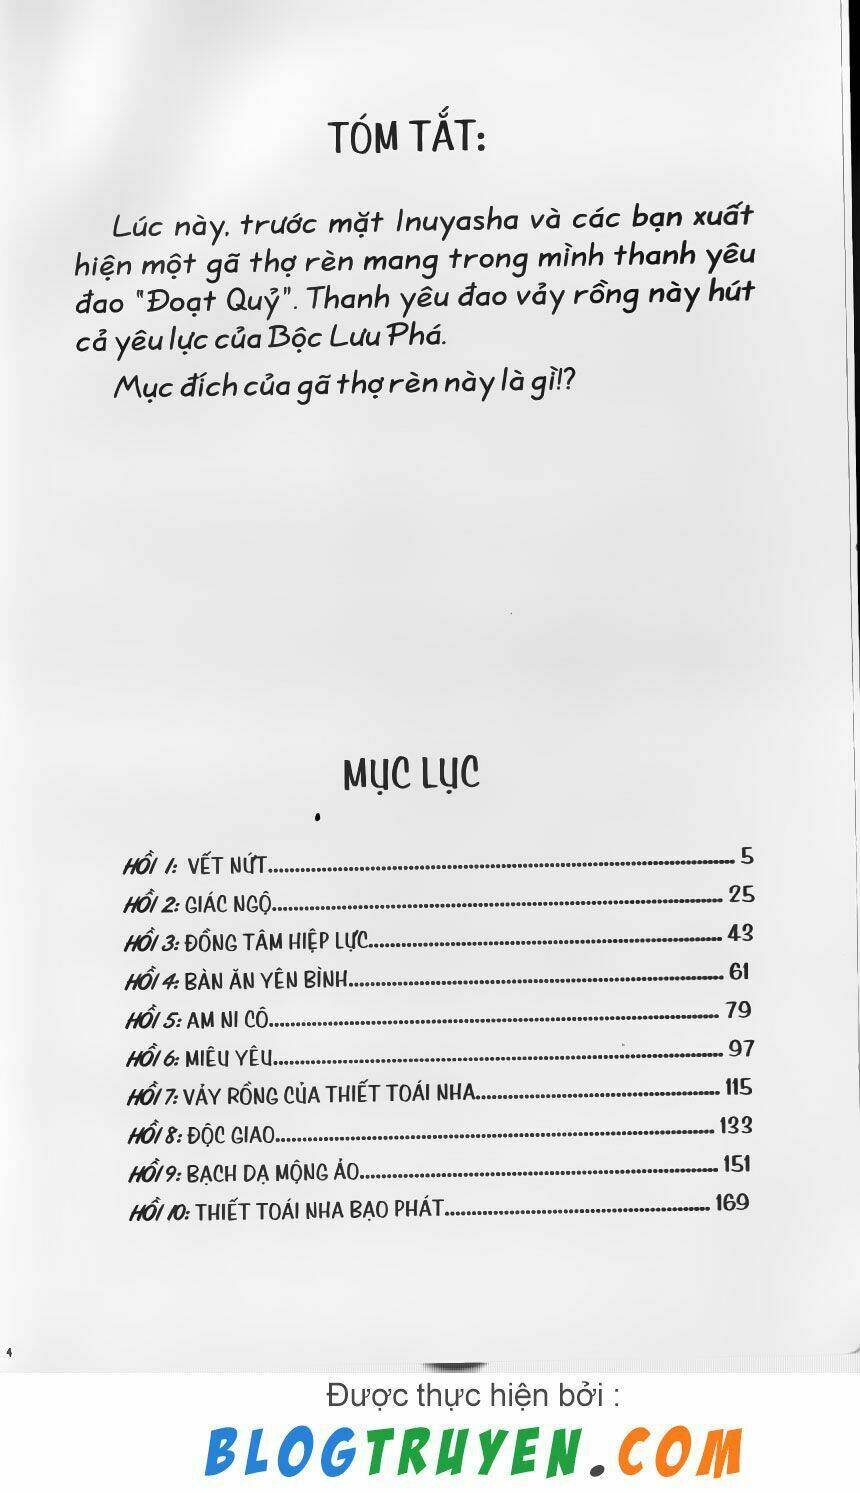 TÓM TẮT:
Lúc này, trước mặt Inuyasha và các bạn xuất
hiện một gã thợ rèn mang trong mình thanh yêu
đao "Đoạt Quỷ". Thanh yêu đao vảy rồng này hút
cả yêu lực của Bộc Lưu Phá.
Mục đích của gã thợ rèn này là gì!?
MỤC LỤC
HỒI 1: VẾT NỨT.......... 5
HỒI 2: GIÁC NGỘ.......... 25
HỒI 3: ĐỒNG TÂM HIỆP LỰC.......... 43
HỒI 4: BÀN ĂN YÊN BÌNH.......... 61
HỒI 5: AM NI CÔ.......... 79
HỒI 6: MIÊU YÊU.......... 97
HỒI 7: VẢY RỒNG CỦA THIẾT TOÁI NHA.......... 115
HỒI 8: ĐỘC GIAO.......... 133
HỒI 9: BẠCH DẠ MỘNG ẢO.......... 151
HỒI 10: THIẾT TOÁI NHA BẠO PHÁT.......... 169
4
Được thực hiện bởi :
BLOGTRUYEN.COM